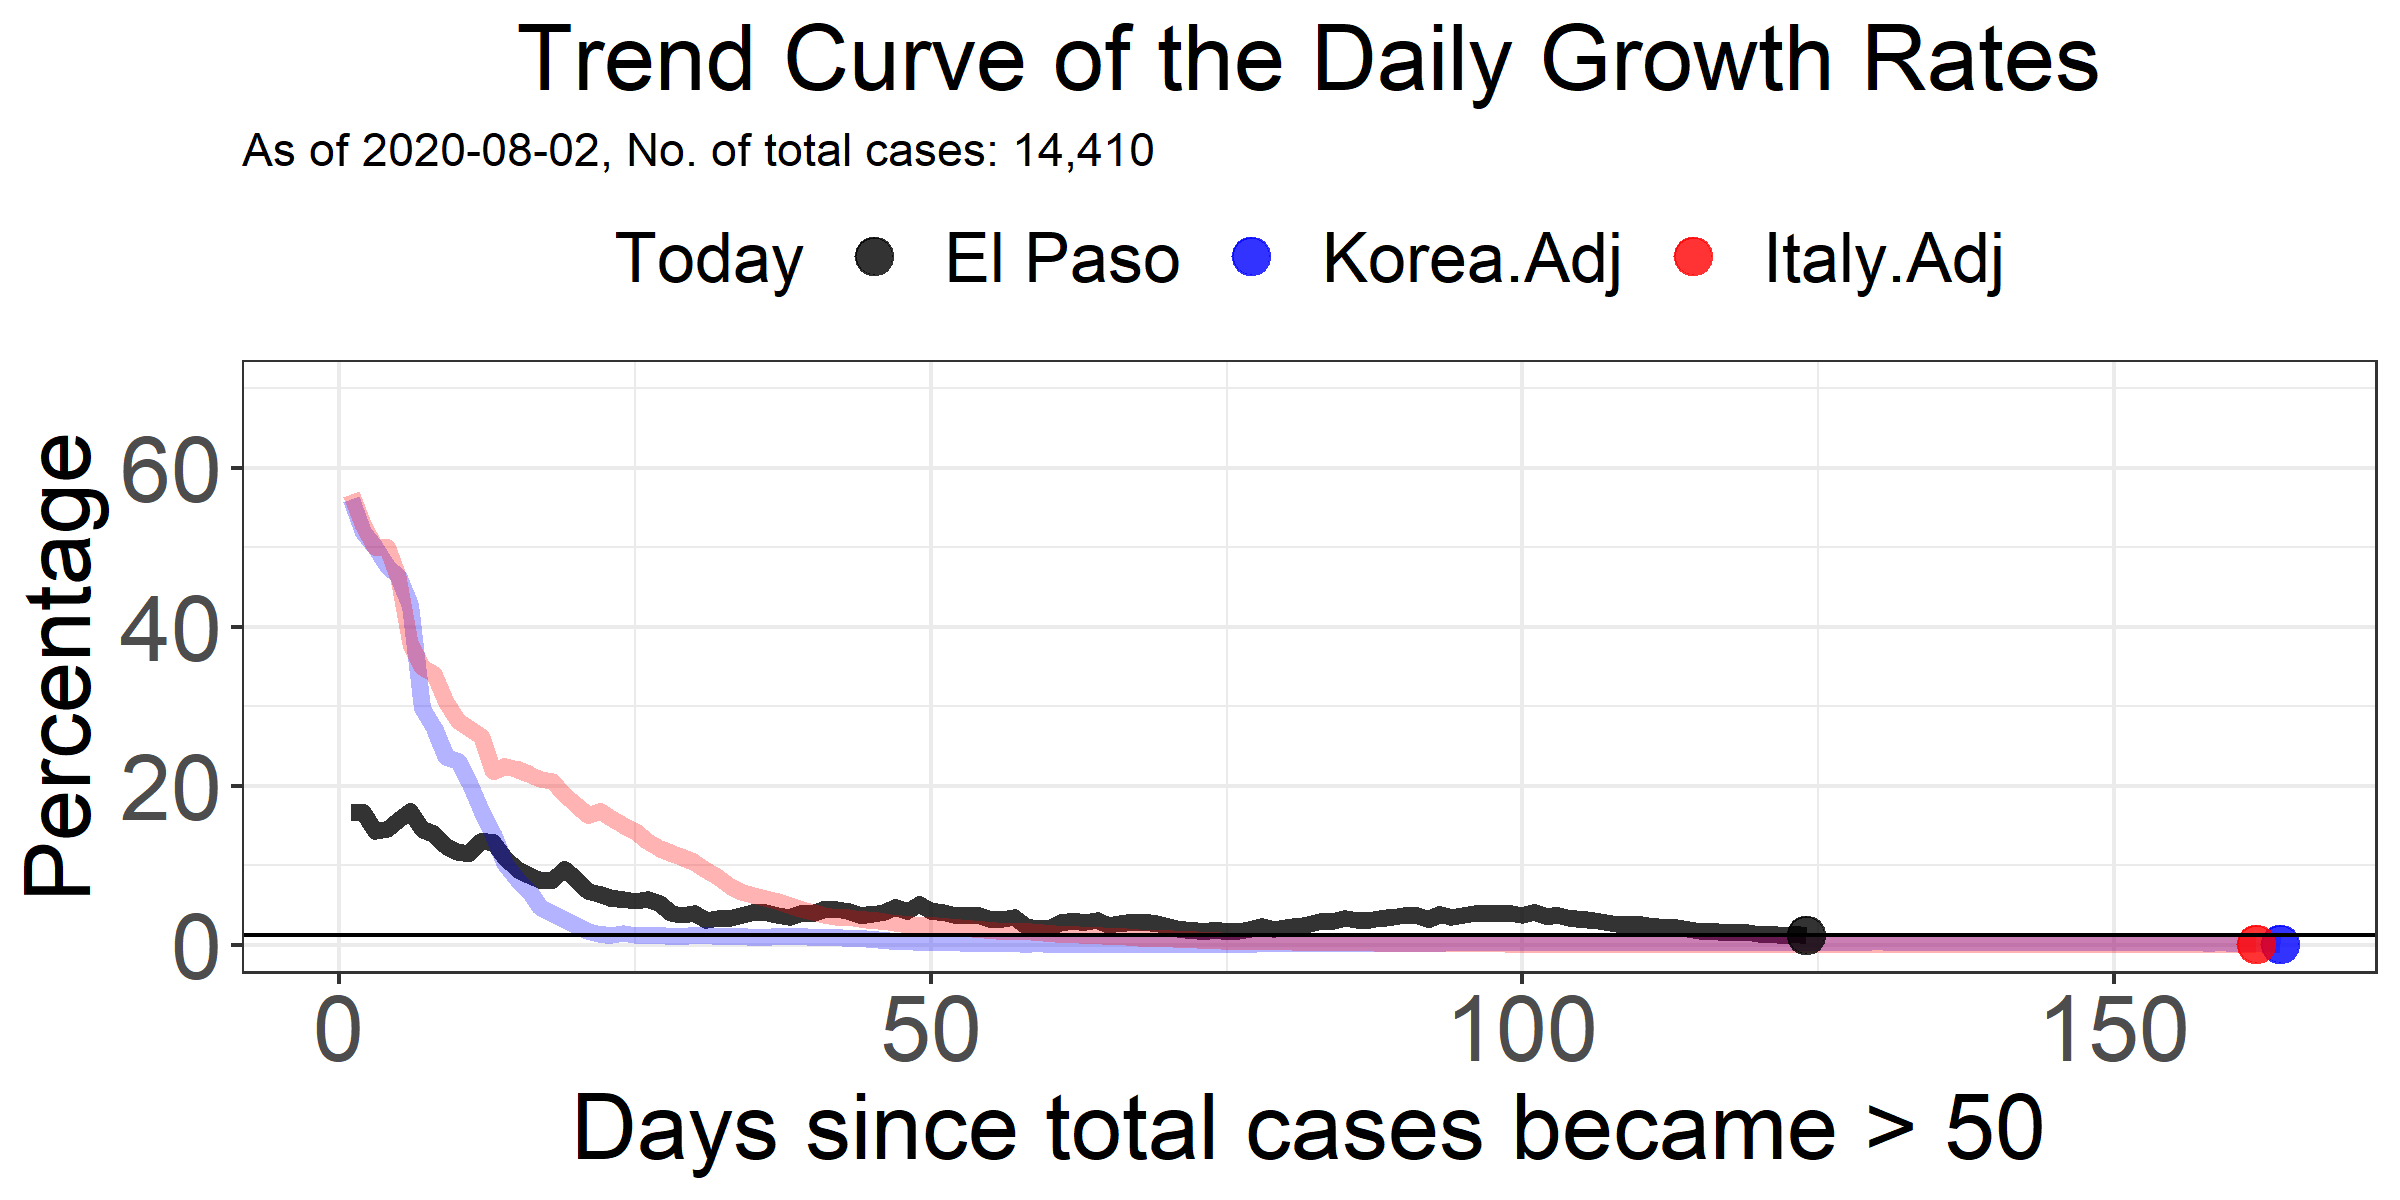 Trend Curve of the Daily Growth Rates
As of 2020-08-02, No. of total cases: 14,410
Today El Paso Korea.Adj Italy.Adj
Percentage
60
40
20
0
0 50 100 150
Days since total cases became > 50